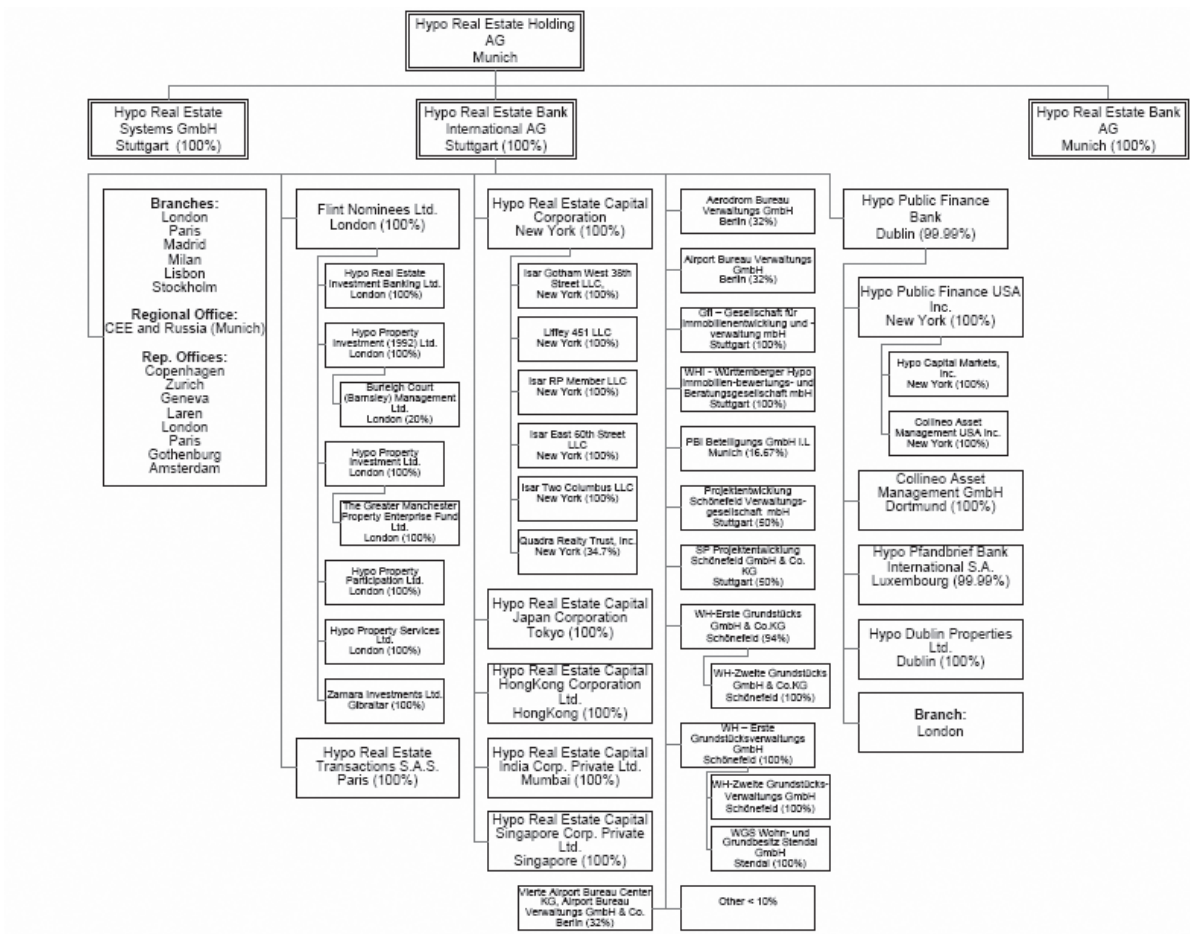 Hypo Real Estate Holding
AG
Munich
Hypo Real Estate
Systems GmbH
Stuttgart (100%)
Hypo Real Estate Bank
International AG
Stuttgart (100%)
Hypo Real Estate Bank
AG
Munich (100%)
Branches:
London
Paris
Madrid
Milan
Lisbon
Stockholm
Regional Office:
CEE and Russia (Munich)
Rep. Offices:
Copenhagen
Zurich
Geneva
Laren
London
Paris
Gothenburg
Amsterdam
Flint Nominees Ltd.
London (100%)
Hypo Real Estate
Investment Banking Ltd.
London (100%)
Hypo Property
Investment (1992) Ltd.
London (100%)
Burleigh Court
(Barnsley) Management
Ltd.
London (20%)
Hypo Property
Investment Ltd.
London (100%)
The Greater Manchester
Property Enterprise Fund
Ltd.
London (100%)
Hypo Property
Participation Ltd.
London (100%)
Hypo Property Services
Ltd.
London (100%)
Zamara Investments Ltd.
Gibraltar (100%)
Hypo Real Estate
Transactions S.A.S.
Paris (100%)
Hypo Real Estate Capital
Corporation
New York (100%)
Isar Gotham West 38th
Street LLC,
New York (100%)
Liffey 451 LLC
New York (100%)
Isar RP Member LLC
New York (100%)
Isar East 60th Street
LLC
New York (100%)
Isar Two Columbus LLC
New York (100%)
Quadra Realty Trust, Inc.
New York (34.7%)
Hypo Real Estate Capital
Japan Corporation
Tokyo (100%)
Hypo Real Estate Capital
HongKong Corporation
Ltd.
HongKong (100%)
Hypo Real Estate Capital
India Corp. Private Ltd.
Mumbai (100%)
Hypo Real Estate Capital
Singapore Corp. Private
Ltd.
Singapore (100%)
Vierte Airport Bureau Center
KG, Airport Bureau
Verwaltungs GmbH & Co.
Berlin (32%)
Aerodrom Bureau
Verwaltungs GmbH
Berlin (32%)
Airport Bureau Verwaltungs
GmbH
Berlin (32%)
GfI – Gesellschaft für
Immobilienentwicklung und -
verwaltung mbH
Stuttgart (100%)
WHI - Württemberger Hypo
Immobilien-bewertungs- und
Beratungsgesellschaft mbH
Stuttgart (100%)
PBI Beteiligungs GmbH i.L
Munich (16.67%)
Projektentwicklung
Schönefeld Verwaltungs-
gesellschaft mbH
Stuttgart (50%)
SP Projektentwicklung
Schönefeld GmbH & Co.
KG
Stuttgart (50%)
WH-Erste Grundstücks
GmbH & Co.KG
Schönefeld (94%)
WH-Zweite Grundstücks
GmbH & Co.KG
Schönefeld (100%)
WH – Erste
Grundstücksverwaltungs
GmbH
Schönefeld (100%)
WH-Zweite Grundstücks-
Verwaltungs GmbH
Schönefeld (100%)
WGS Wohn- und
Grundbesitz Stendal
GmbH
Stendal (100%)
Other < 10%
Hypo Public Finance
Bank
Dublin (99.99%)
Hypo Public Finance USA
Inc.
New York (100%)
Hypo Capital Markets,
Inc.
New York (100%)
Collineo Asset
Management USA Inc.
New York (100%)
Collineo Asset
Management GmbH
Dortmund (100%)
Hypo Pfandbrief Bank
International S.A.
Luxembourg (99.99%)
Hypo Dublin Properties
Ltd.
Dublin (100%)
Branch:
London